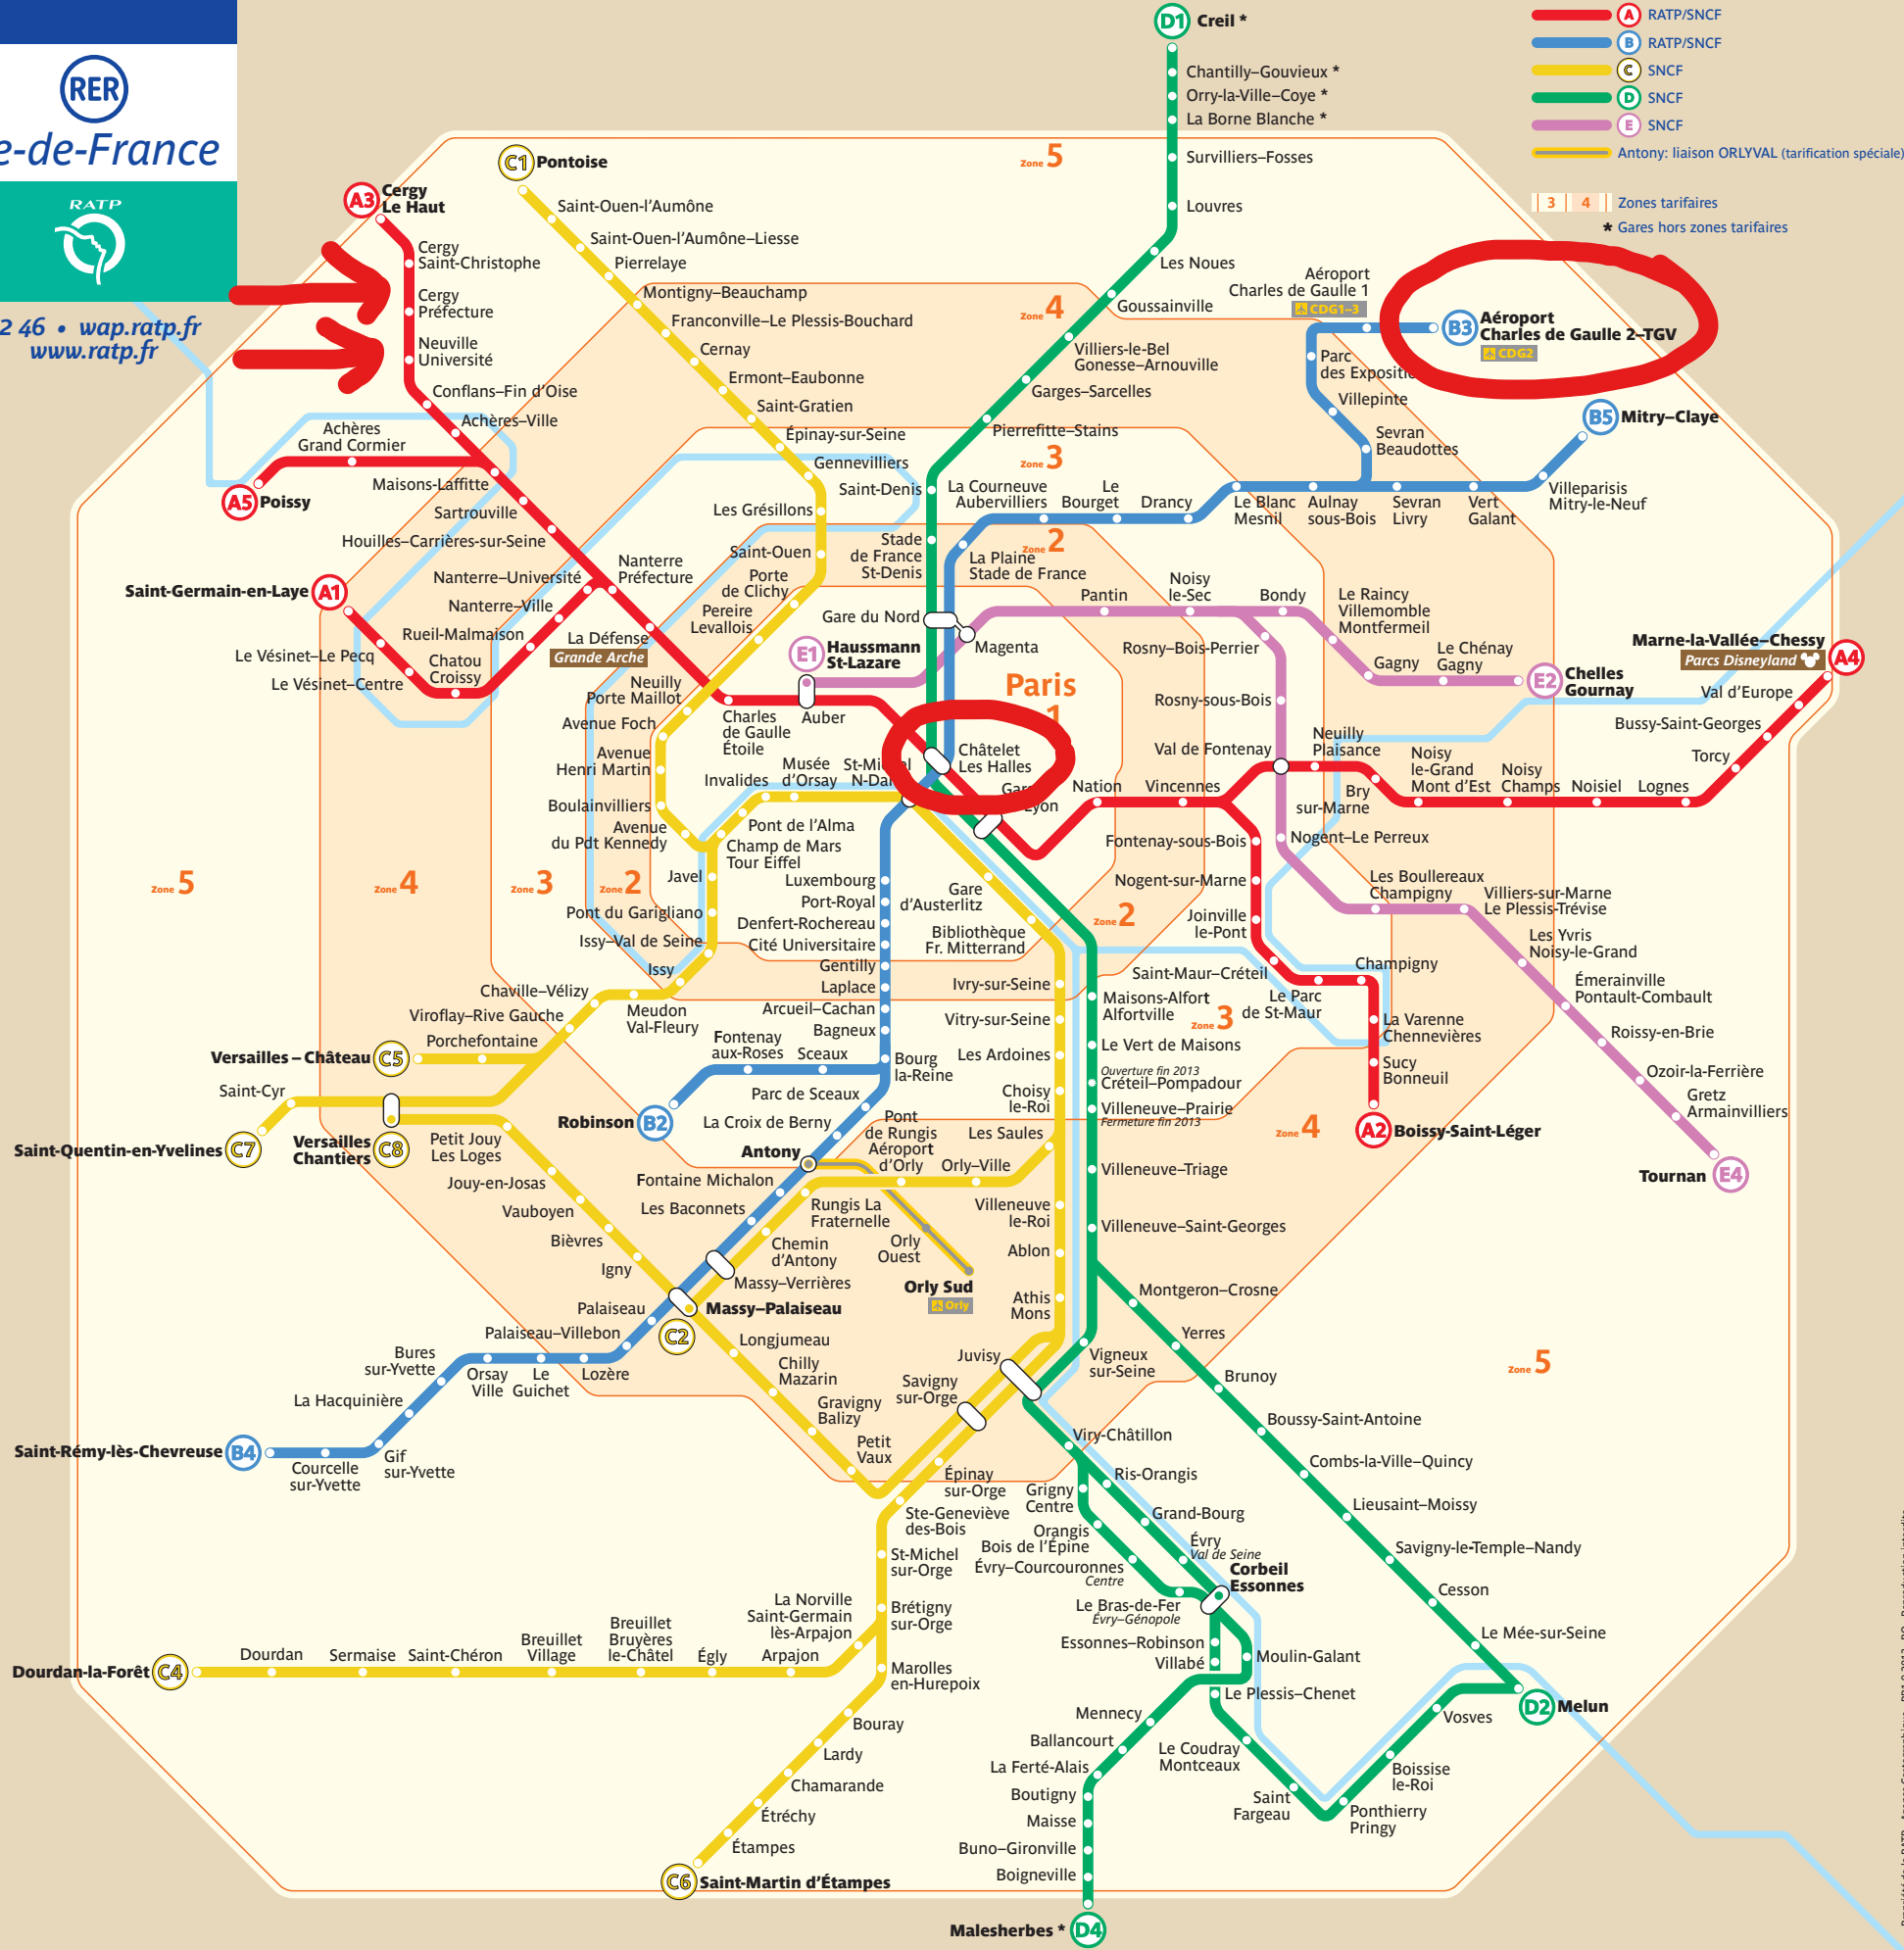 RER
e-de-France
RATP
2 46 • wap.ratp.fr
www.ratp.fr
A RATP/SNCF
B RATP/SNCF
C SNCF
D SNCF
E SNCF
Antony: liaison ORLYVAL (tarification spéciale)
3 4 Zones tarifaires
* Gares hors zones tarifaires
D1 Creil *
Chantilly–Gouvieux *
Orry-la-Ville–Coye *
La Borne Blanche *
Survilliers–Fosses
Louvres
Les Noues
Goussainville
Villiers-le-Bel
Gonesse–Arnouville
Garges–Sarcelles
Pierrefitte–Stains
Saint-Denis
Stade
de France
St-Denis
Zone 5
Zone 4
Zone 3
Zone 2
Paris
1
C1 Pontoise
Saint-Ouen-l'Aumône
Saint-Ouen-l'Aumône–Liesse
Pierrelaye
Montigny–Beauchamp
Franconville–Le Plessis-Bouchard
Cernay
Ermont–Eaubonne
Saint-Gratien
Épinay-sur-Seine
Gennevilliers
Les Grésillons
Saint-Ouen
Porte
de Clichy
Pereire
Levallois
Neuilly
Porte Maillot
Avenue Foch
Avenue
Henri Martin
Boulainvilliers
Avenue
du Pdt Kennedy
A3 Cergy
Le Haut
Cergy
Saint-Christophe
Cergy
Préfecture
Neuville
Université
Conflans–Fin d'Oise
Achères–Ville
Achères
Grand Cormier
A5 Poissy
Maisons-Laffitte
Sartrouville
Houilles–Carrières-sur-Seine
Nanterre
Préfecture
Nanterre–Université
Nanterre–Ville
Rueil-Malmaison
Chatou
Croissy
Le Vésinet–Centre
Le Vésinet–Le Pecq
Saint-Germain-en-Laye A1
La Défense
Grande Arche
Charles
de Gaulle
Étoile
Auber
E1 Haussmann
St-Lazare
Gare du Nord
Magenta
Châtelet
Les Halles
Nation
Vincennes
Aéroport
Charles de Gaulle 1
CDG1–3
B3 Aéroport
Charles de Gaulle 2–TGV
CDG2
Parc
Villepinte
Sevran
Beaudottes
B5 Mitry–Claye
Villeparisis
Mitry-le-Neuf
Vert
Galant
Sevran
Livry
Aulnay
sous-Bois
Le Blanc
Mesnil
Drancy
Le
Bourget
La Courneuve
Aubervilliers
La Plaine
Stade de France
Pantin
Noisy
le-Sec
Bondy
Le Raincy
Villemomble
Montfermeil
Gagny
Le Chénay
Gagny
E2 Chelles
Gournay
Rosny–Bois-Perrier
Rosny-sous-Bois
Val de Fontenay
Neuilly
Plaisance
Bry
sur-Marne
Noisy
le-Grand
Mont d'Est
Noisy
Champs
Noisiel
Lognes
Torcy
Bussy-Saint-Georges
Val d'Europe
Marne-la-Vallée–Chessy A4
Parcs Disneyland
Nogent–Le Perreux
Les Boullereaux
Champigny
Villiers-sur-Marne
Le Plessis-Trévise
Les Yvris
Noisy-le-Grand
Émerainville
Pontault-Combault
Roissy-en-Brie
Ozoir-la-Ferrière
Gretz
Armainvilliers
Tournan E4
Fontenay-sous-Bois
Nogent-sur-Marne
Joinville
le-Pont
Saint-Maur–Créteil
Le Parc
de St-Maur
Champigny
La Varenne
Chennevières
Sucy
Bonneuil
A2 Boissy-Saint-Léger
Invalides
Musée
d'Orsay
Pont de l'Alma
Champ de Mars
Tour Eiffel
Javel
Pont du Garigliano
Issy–Val de Seine
Issy
Meudon
Val-Fleury
Chaville–Vélizy
Viroflay–Rive Gauche
Porchefontaine
Versailles – Château C5
Saint-Cyr
Saint-Quentin-en-Yvelines C7
Versailles
Chantiers C8
Petit Jouy
Les Loges
Jouy-en-Josas
Vauboyen
Bièvres
Igny
Zone 5
Zone 4
Zone 3
Zone 2
Zone 2
Zone 3
Zone 4
Zone 5
Luxembourg
Port-Royal
Denfert-Rochereau
Cité Universitaire
Gentilly
Laplace
Arcueil–Cachan
Bagneux
Bourg
la-Reine
Sceaux
Fontenay
aux-Roses
Robinson B2
Parc de Sceaux
La Croix de Berny
Antony
Fontaine Michalon
Les Baconnets
Massy–Verrières
Massy–Palaiseau
C2
Palaiseau
Palaiseau–Villebon
Lozère
Le
Guichet
Orsay
Ville
Bures
sur-Yvette
La Hacquinière
Gif
sur-Yvette
Courcelle
sur-Yvette
Saint-Rémy-lès-Chevreuse B4
Gare
d'Austerlitz
Bibliothèque
Fr. Mitterrand
Ivry-sur-Seine
Vitry-sur-Seine
Les Ardoines
Choisy
le-Roi
Les Saules
Orly–Ville
Pont
de Rungis
Aéroport
d'Orly
Rungis La
Fraternelle
Chemin
d'Antony
Orly
Ouest
Orly Sud
Orly
Villeneuve
le-Roi
Ablon
Athis
Mons
Juvisy
Savigny
sur-Orge
Longjumeau
Chilly
Mazarin
Gravigny
Balizy
Petit
Vaux
Épinay
sur-Orge
Ste-Geneviève
des-Bois
St-Michel
sur-Orge
Brétigny
sur-Orge
La Norville
Saint-Germain
lès-Arpajon
Arpajon
Égly
Breuillet
Bruyères
le-Châtel
Breuillet
Village
Saint-Chéron
Sermaise
Dourdan
Dourdan-la-Forêt C4
Marolles
en-Hurepoix
Bouray
Lardy
Chamarande
Étréchy
Étampes
C6 Saint-Martin d'Étampes
Maisons-Alfort
Alfortville
Le Vert de Maisons
Ouverture fin 2013
Créteil–Pompadour
Villeneuve–Prairie
Fermeture fin 2013
Villeneuve–Triage
Villeneuve–Saint-Georges
Montgeron–Crosne
Yerres
Brunoy
Boussy-Saint-Antoine
Combs-la-Ville–Quincy
Lieusaint–Moissy
Savigny-le-Temple–Nandy
Cesson
Le Mée-sur-Seine
D2 Melun
Vigneux
sur-Seine
Viry-Châtillon
Ris-Orangis
Grand-Bourg
Évry
Val de Seine
Corbeil
Essonnes
Grigny
Centre
Orangis
Bois de l'Épine
Évry–Courcouronnes
Centre
Le Bras-de-Fer
Évry–Génopole
Essonnes–Robinson
Villabé
Moulin-Galant
Le Plessis–Chenet
Le Coudray
Montceaux
Saint
Fargeau
Ponthierry
Pringy
Boissise
le-Roi
Vosves
Mennecy
Ballancourt
La Ferté-Alais
Boutigny
Maisse
Buno–Gironville
Boigneville
Malesherbes * D4